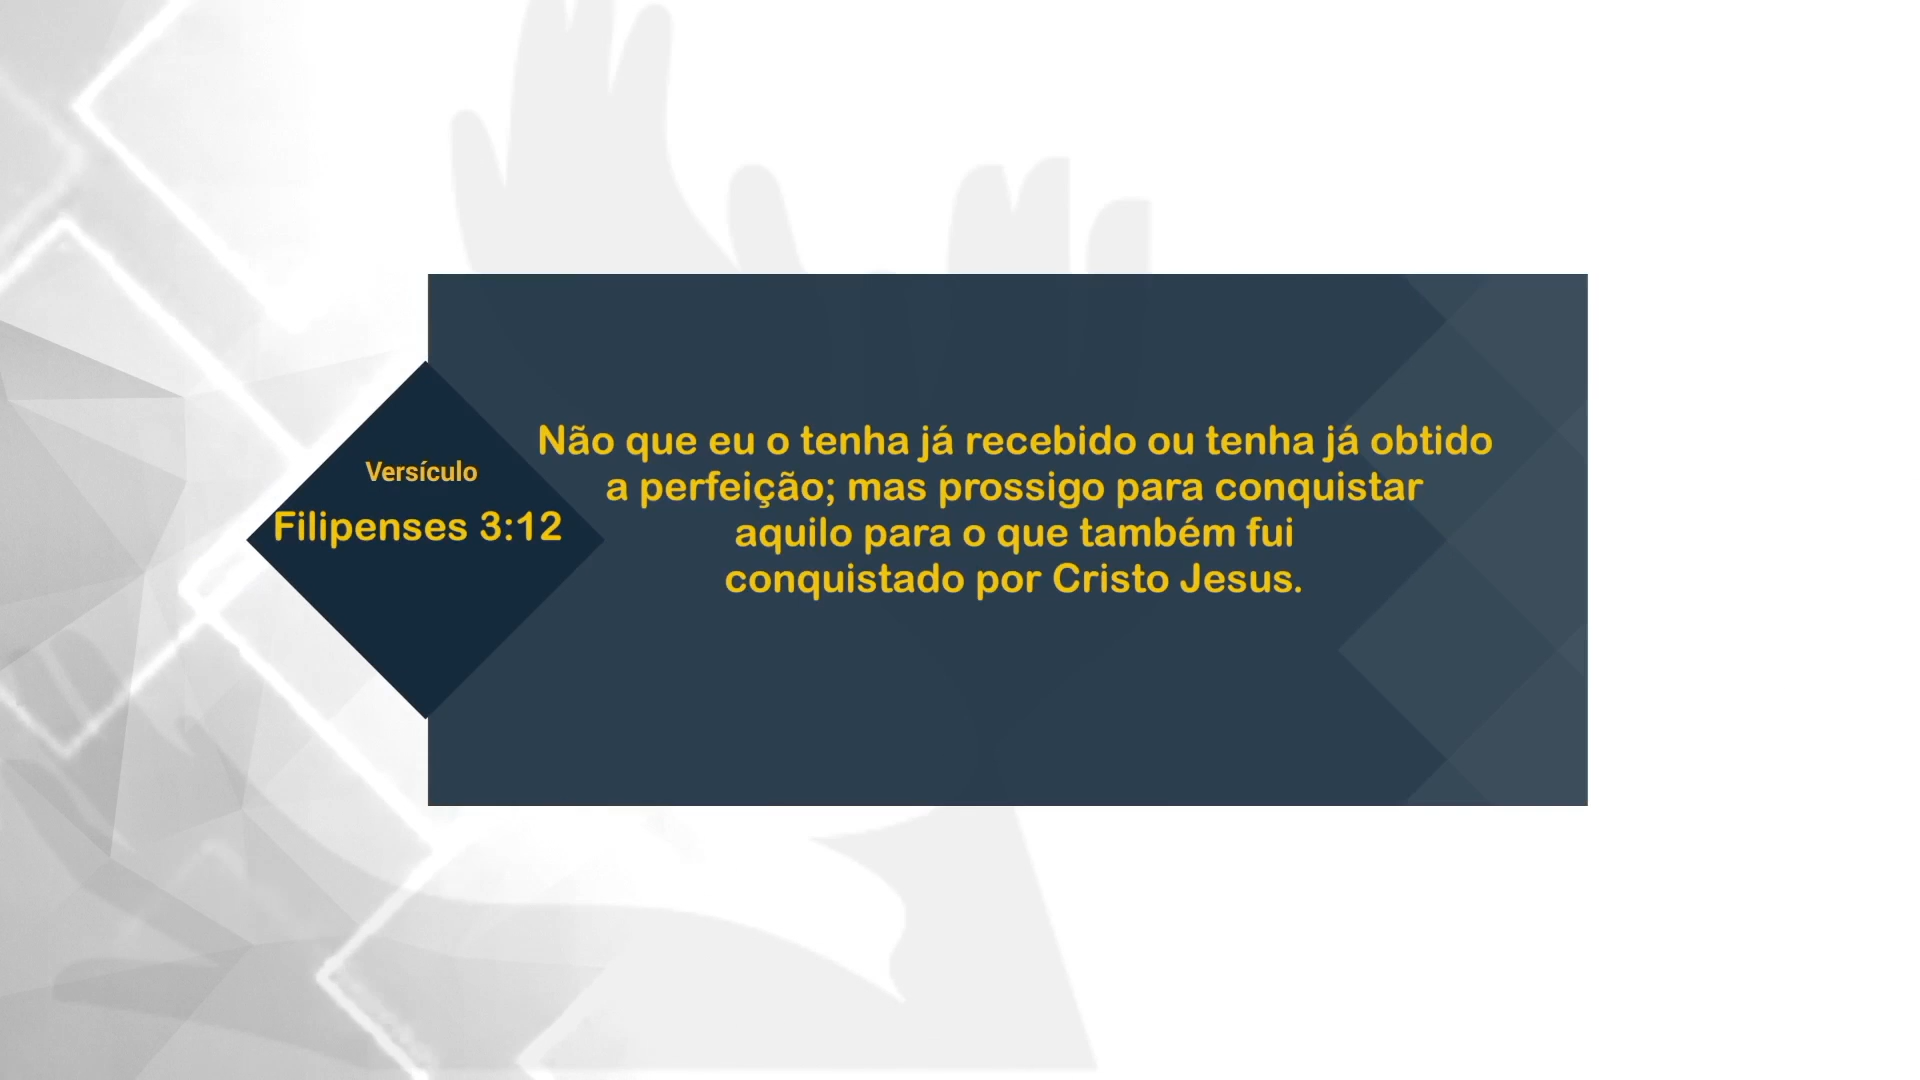 Versículo
Filipenses 3:12
Não que eu o tenha já recebido ou tenha já obtido
a perfeição; mas prossigo para conquistar
aquilo para o que também fui
conquistado por Cristo Jesus.